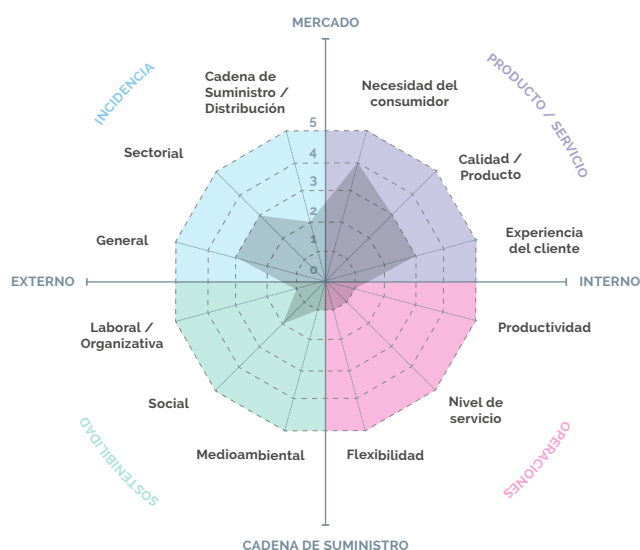 MERCADO
INCIDENCIA
PRODUCTO / SERVICIO
Cadena de
Suministro /
Distribución
Necesidad del
consumidor
Sectorial
Calidad /
Producto
General
Experiencia
del cliente
5
4
3
2
1
0
EXTERNO
INTERNO
Laboral /
Organizativa
Productividad
Social
Nivel de
servicio
Medioambiental
Flexibilidad
SOSTENIBILIDAD
OPERACIONES
CADENA DE SUMINISTRO